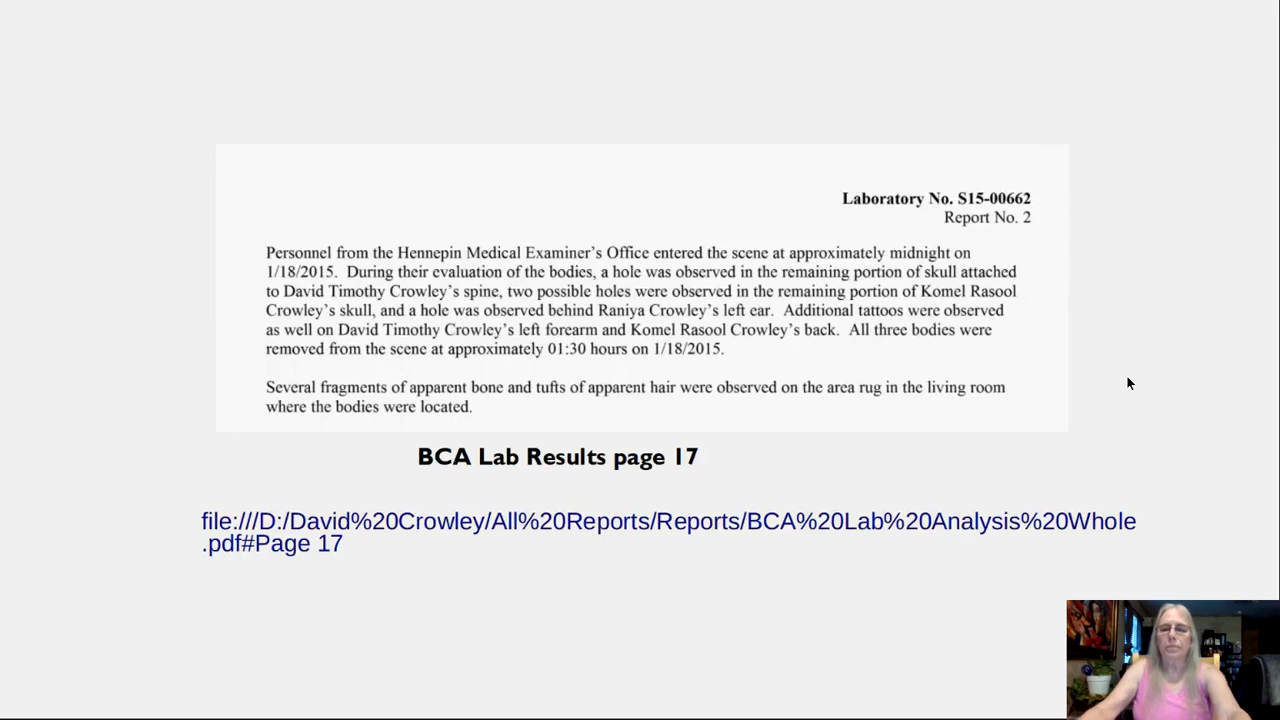 Laboratory No. S15-00662
Report No. 2
Personnel from the Hennepin Medical Examiner's Office entered the scene at approximately midnight on
1/18/2015.  During their evaluation of the bodies, a hole was observed in the remaining portion of skull attached
to David Timothy Crowley's spine, two possible holes were observed in the remaining portion of Komel Rasool
Crowley's skull, and a hole was observed behind Raniya Crowley's left ear.  Additional tattoos were observed
as well on David Timothy Crowley's left forearm and Komel Rasool Crowley's back.  All three bodies were
removed from the scene at approximately 01:30 hours on 1/18/2015.
Several fragments of apparent bone and tufts of apparent hair were observed on the area rug in the living room
where the bodies were located.
BCA Lab Results page 17
file:///D:/David%20Crowley/All%20Reports/Reports/BCA%20Lab%20Analysis%20Whole
.pdf#Page 17